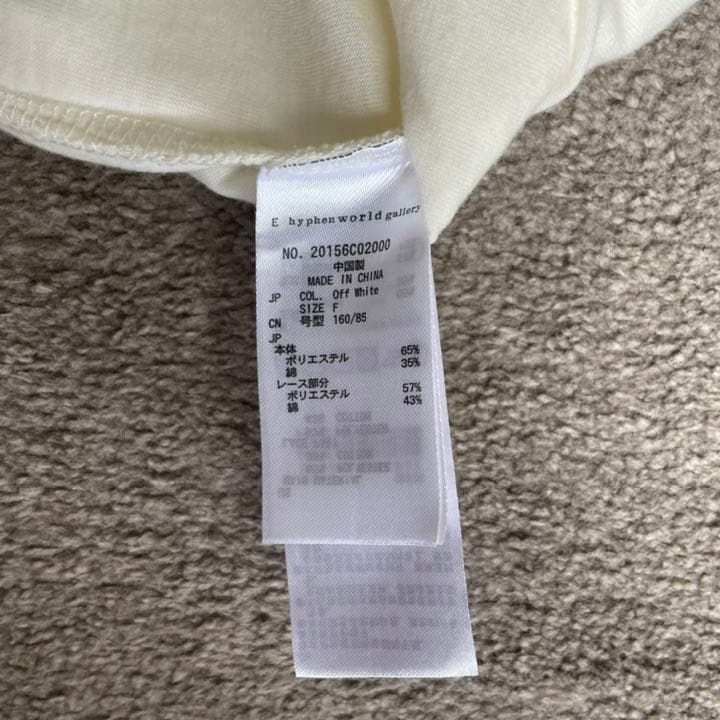 E hyphen world gallery
NO. 20156C02000
中国製
MADE IN CHINA
JP COL. Off White
SIZE F
CN 号型 160/85
JP
本体
ポリエステル 65%
綿 35%
レース部分
ポリエステル 57%
綿 43%